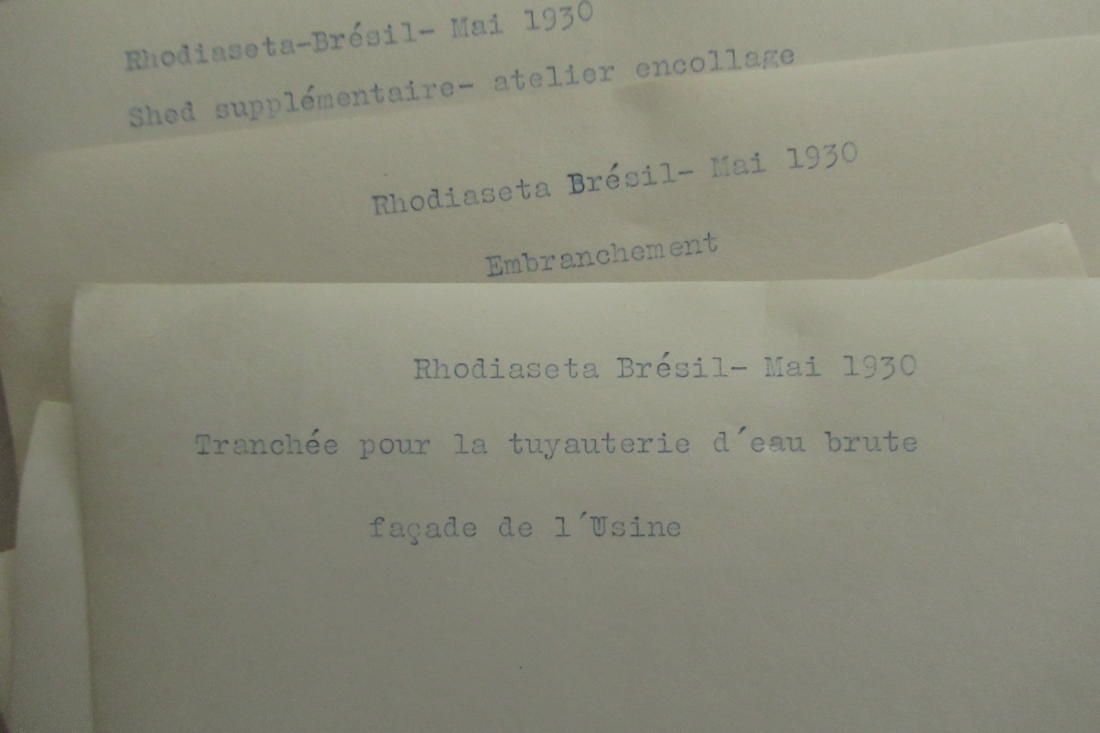 Rhodiaseta-Brésil- Mai 1930
Shed supplémentaire- atelier encollage
Rhodiaseta Brésil- Mai 1930
Embranchement
Rhodiaseta Brésil- Mai 1930
Tranchée pour la tuyauterie d´eau brute
façade de l´Usine